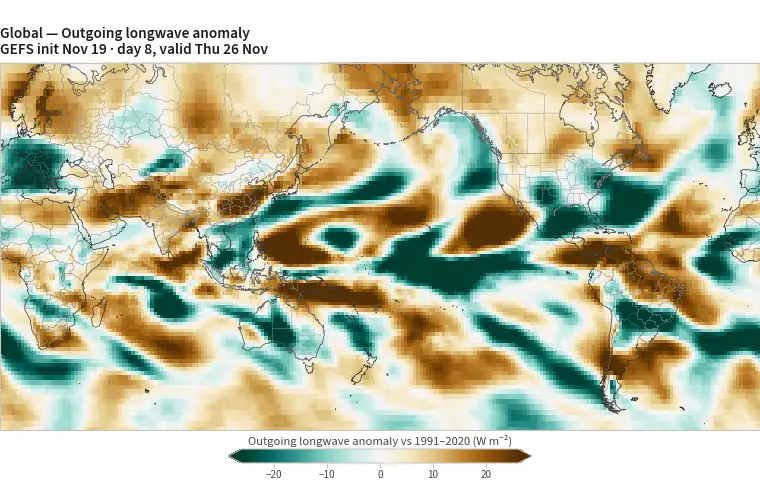 Global — Outgoing longwave anomaly
GEFS init Nov 19 · day 8, valid Thu 26 Nov
Outgoing longwave anomaly vs 1991–2020 (W m⁻²)
−20 −10 0 10 20